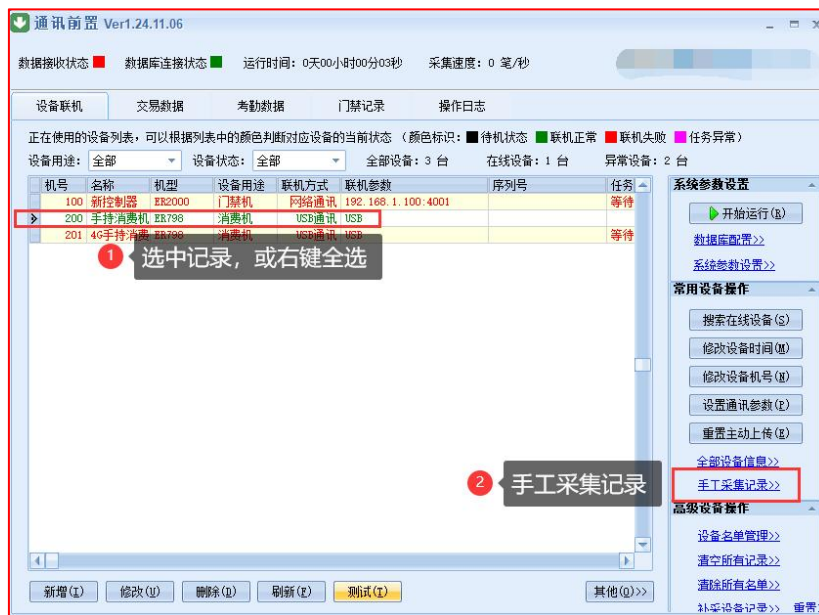 通讯前置 Ver1.24.11.06
数据接收状态 数据库连接状态 运行时间：0天00小时00分03秒 采集速度：0 笔/秒
设备联机 交易数据 考勤数据 门禁记录 操作日志
正在使用的设备列表，可以根据列表中的颜色判断对应设备的当前状态 （颜色标识： 待机状态 联机正常 联机失败 任务异常）
设备用途： 全部 设备状态： 全部 全部设备：3 台 在线设备：1 台 异常设备：2 台
机号 名称 机型 设备用途 联机方式 联机参数 序列号 任务
100 新控制器 ER2000 门禁机 网络通讯 192.168.1.100:4001 等待
200 手持消费机 ER798 消费机 USB通讯 USB
201 4G手持消费 ER798 消费机 USB通讯 USB 等待
1 选中记录，或右键全选
系统参数设置
开始运行(B)
数据库配置>>
系统参数设置>>
常用设备操作
搜索在线设备(S)
修改设备时间(M)
修改设备机号(N)
设置通讯参数(P)
重置主动上传(E)
全部设备信息>>
2 手工采集记录
手工采集记录>>
高级设备操作
设备名单管理>>
清空所有记录>>
清除所有名单>>
补采设备记录>> 重置
新增(I) 修改(U) 删除(D) 刷新(F) 测试(T) 其他(O)>>